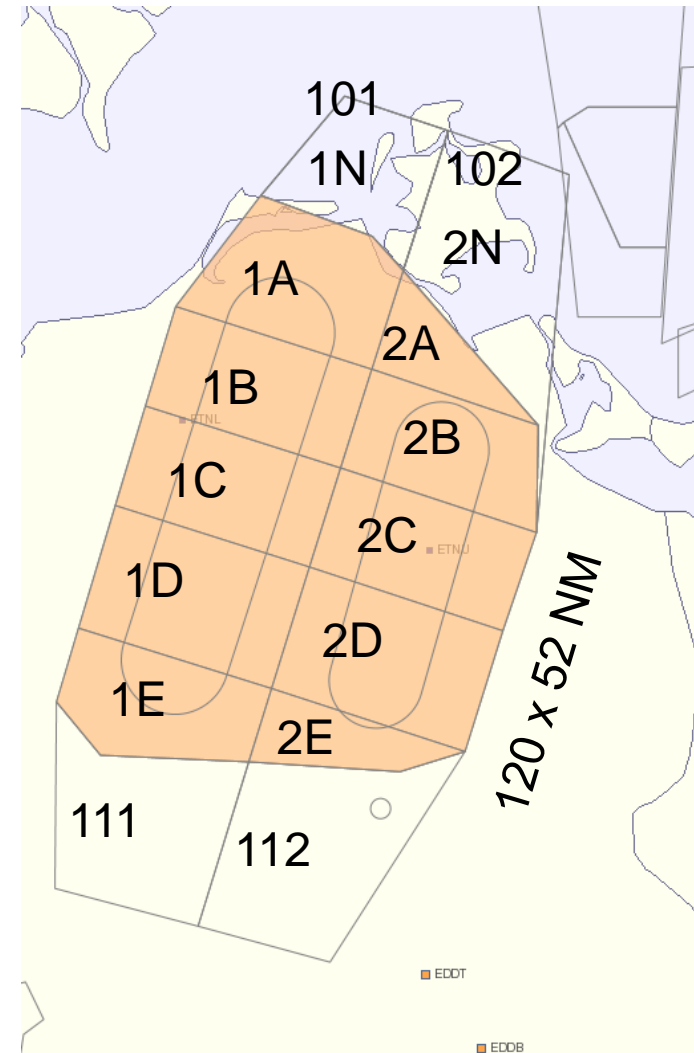 101
1N
102
2N
1A
2A
1B
ETNL
2B
1C
2C
ETNU
1D
2D
1E
2E
120 x 52 NM
111
112
EDDT
EDDB